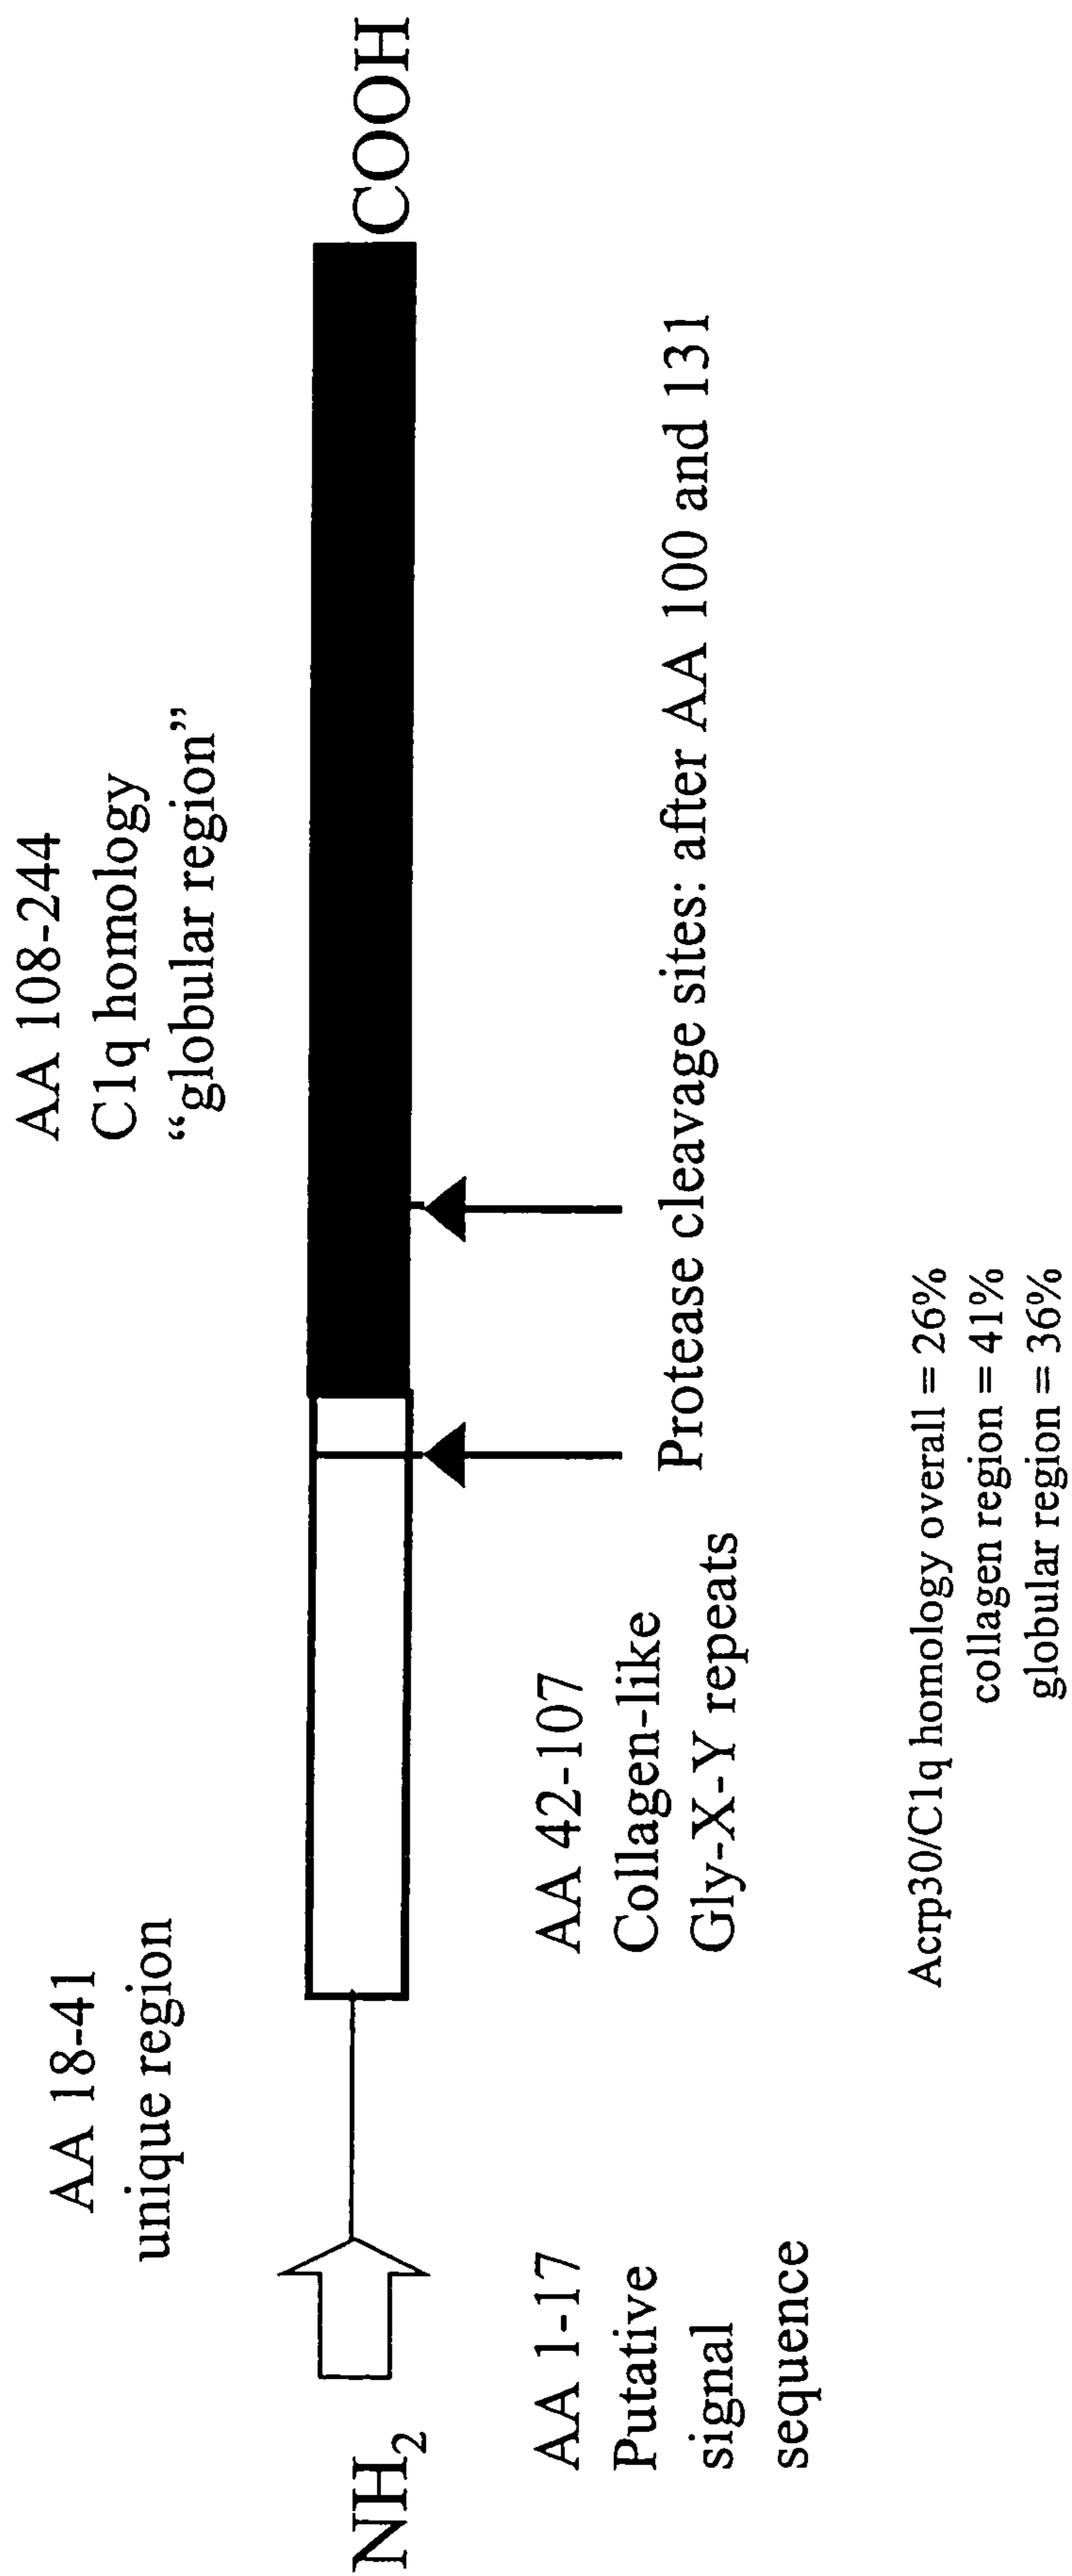 AA 18-41
unique region
AA 108-244
C1q homology
“globular region”
NH2
COOH
AA 1-17
Putative
signal
sequence
AA 42-107
Collagen-like
Gly-X-Y repeats
Protease cleavage sites: after AA 100 and 131
Acrp30/C1q homology overall = 26%
collagen region = 41%
globular region = 36%